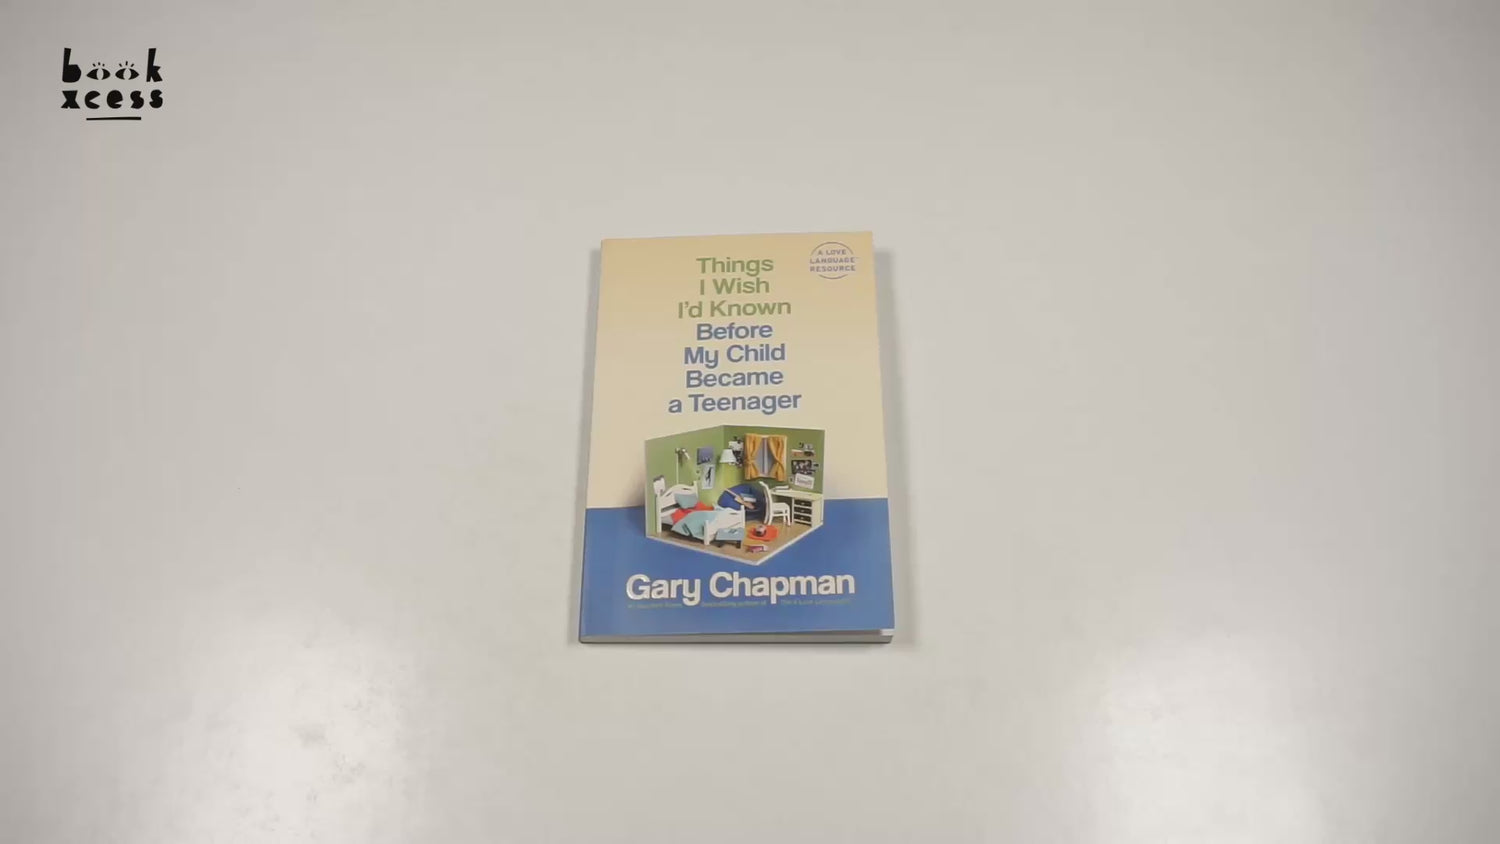 book
xcess
A LOVE
LANGUAGE
RESOURCE
Things
I Wish
I'd Known
Before
My Child
Became
a Teenager
Gary Chapman